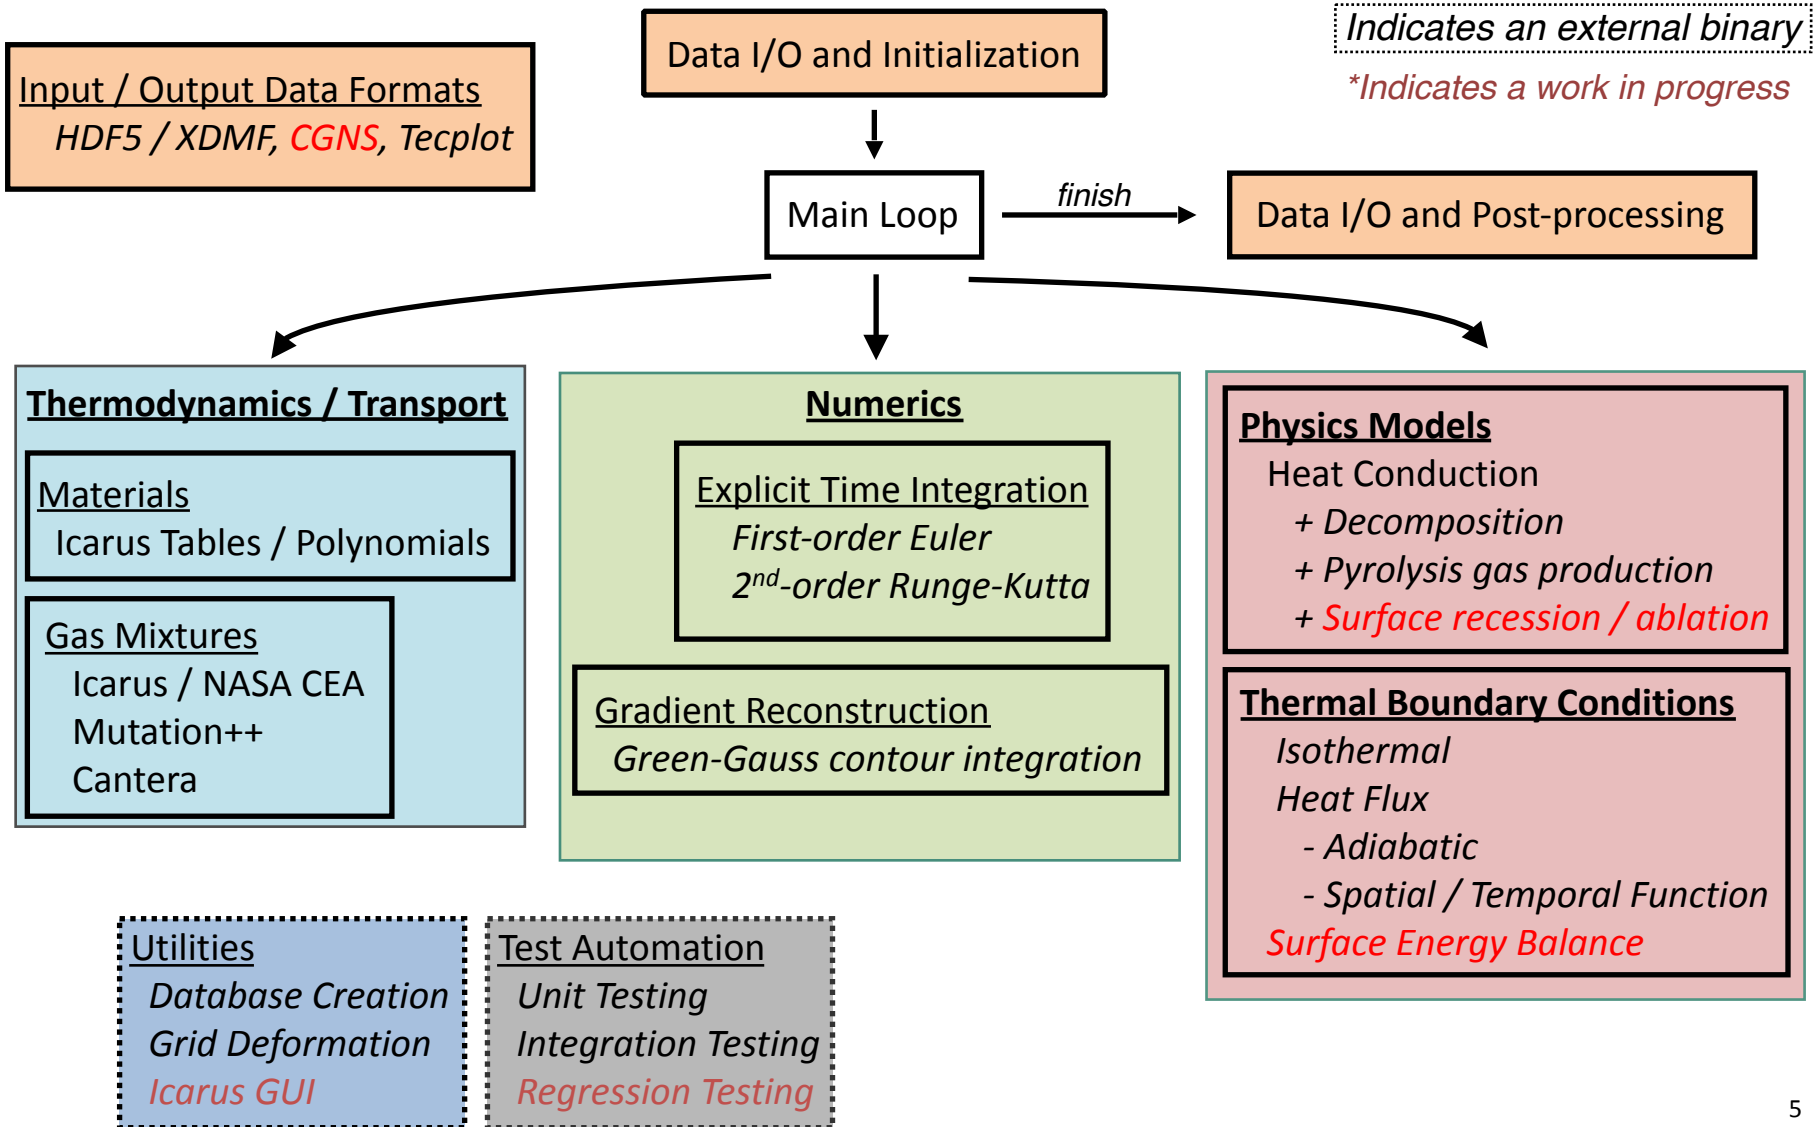 Data I/O and Initialization
Indicates an external binary
*Indicates a work in progress
Input / Output Data Formats
HDF5 / XDMF, CGNS, Tecplot
Main Loop
finish
Data I/O and Post-processing
Thermodynamics / Transport
Materials
Icarus Tables / Polynomials
Gas Mixtures
Icarus / NASA CEA
Mutation++
Cantera
Numerics
Explicit Time Integration
First-order Euler
2nd-order Runge-Kutta
Gradient Reconstruction
Green-Gauss contour integration
Physics Models
Heat Conduction
+ Decomposition
+ Pyrolysis gas production
+ Surface recession / ablation
Thermal Boundary Conditions
Isothermal
Heat Flux
- Adiabatic
- Spatial / Temporal Function
Surface Energy Balance
Utilities
Database Creation
Grid Deformation
Icarus GUI
Test Automation
Unit Testing
Integration Testing
Regression Testing
5